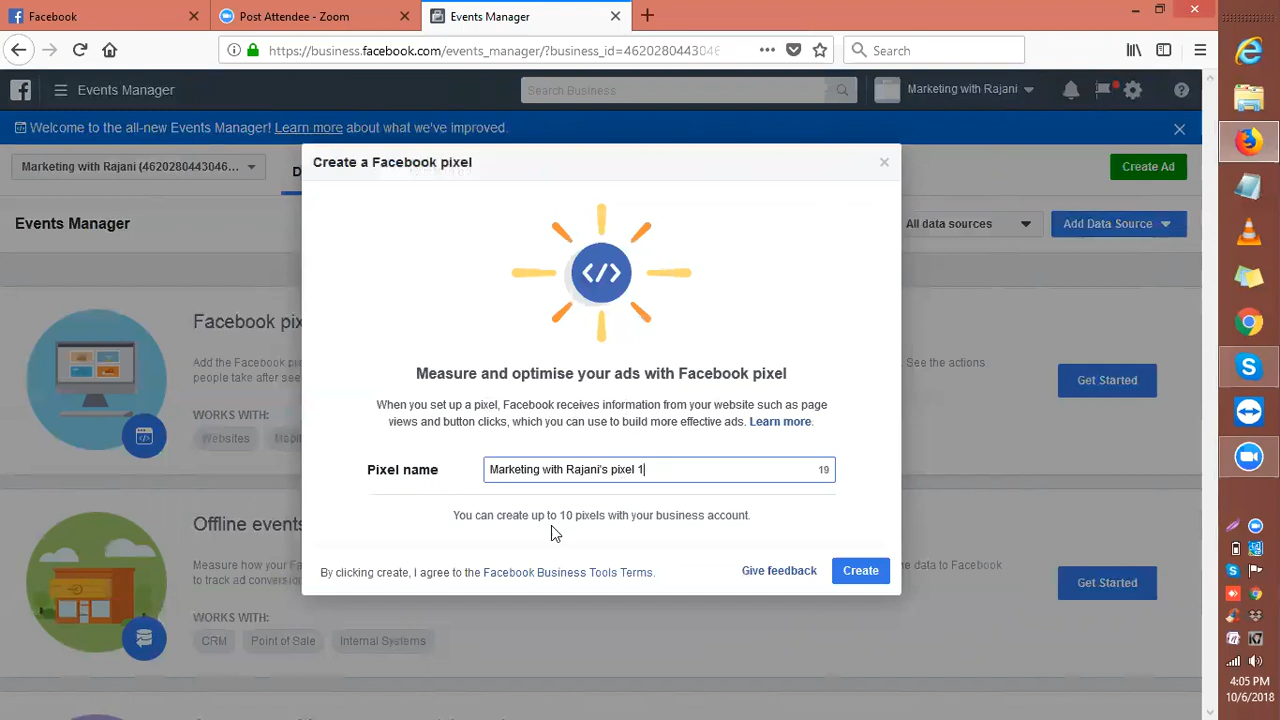 Facebook
Post Attendee - Zoom
Events Manager
https://business.facebook.com/events_manager/?business_id=4620280443046
Search
Events Manager
Search Business
Marketing with Rajani
Welcome to the all-new Events Manager! Learn more about what we've improved.
Marketing with Rajani (4620280443046...
D
Create a Facebook pixel
Create Ad
Events Manager
All data sources
Add Data Source
Facebook pix
Add the Facebook pi
See the actions
people take after see
Get Started
WORKS WITH:
Websites
Measure and optimise your ads with Facebook pixel
When you set up a pixel, Facebook receives information from your website such as page
views and button clicks, which you can use to build more effective ads. Learn more.
Pixel name
Marketing with Rajani's pixel 1
19
You can create up to 10 pixels with your business account.
Offline events
Measure how your Fa
to track ad conversion
the data to Facebook
Get Started
By clicking create, I agree to the Facebook Business Tools Terms.
Give feedback
Create
WORKS WITH:
CRM
Point of Sale
Internal Systems
4:05 PM
10/6/2018